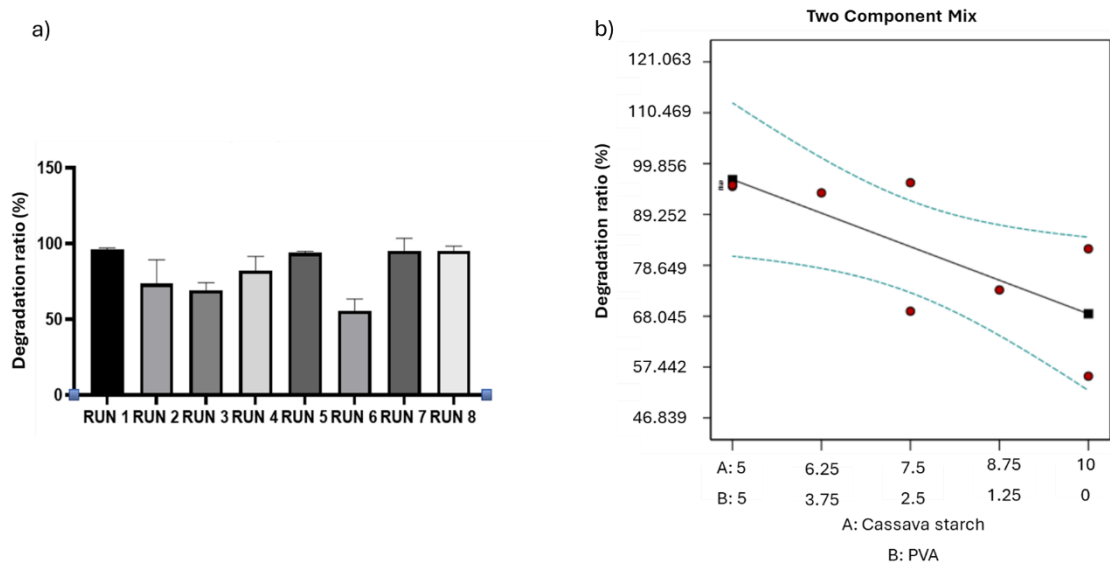 a)
Degradation ratio (%)
150
100
50
0
RUN 1 RUN 2 RUN 3 RUN 4 RUN 5 RUN 6 RUN 7 RUN 8
b)
Two Component Mix
Degradation ratio (%)
121.063
110.469
99.856
89.252
78.649
68.045
57.442
46.839
A: 5 6.25 7.5 8.75 10
B: 5 3.75 2.5 1.25 0
A: Cassava starch
B: PVA